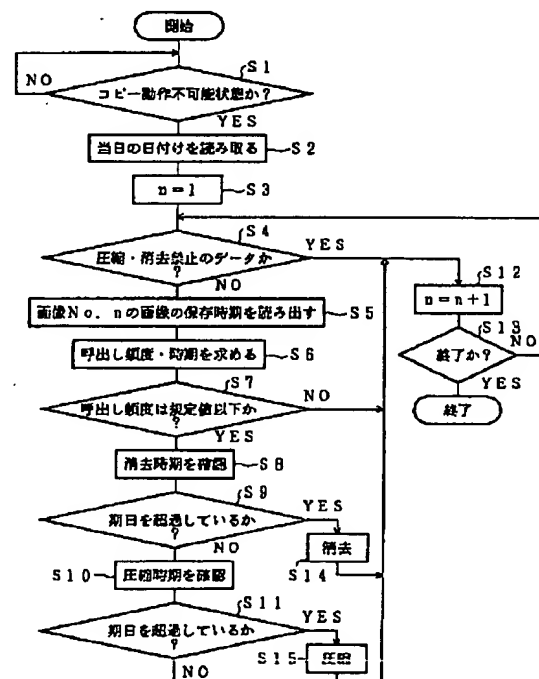 開始
S1
NO
コピー動作不可能状態か?
YES
当日の日付けを読み取る
S2
n=1
S3
S4
圧縮・消去禁止のデータか
?
YES
NO
S12
n=n+1
画像No.nの画像の保存時期を読み出す
S5
S13
終了か?
NO
YES
終了
呼出し頻度・時期を求める
S6
S7
呼出し頻度は規定値以下か
?
NO
YES
消去時期を確認
S8
S9
期日を超過しているか
?
YES
NO
消去
S14
S10
圧縮時期を確認
S11
期日を超過しているか
?
YES
S15
圧縮
NO